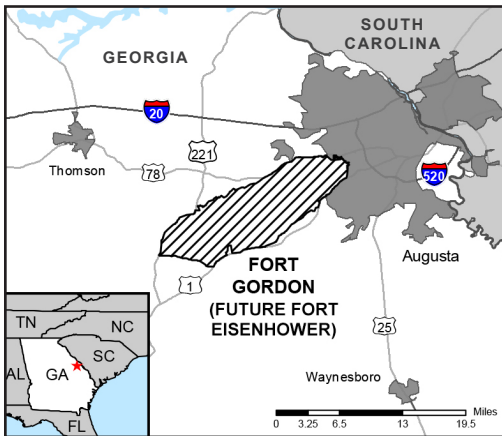 SOUTH
CAROLINA
GEORGIA
20
221
Thomson
78
520
Augusta
FORT
GORDON
(FUTURE FORT
EISENHOWER)
1
25
TN
NC
SC
AL
GA
FL
Waynesboro
Miles
0 3.25 6.5 13 19.5